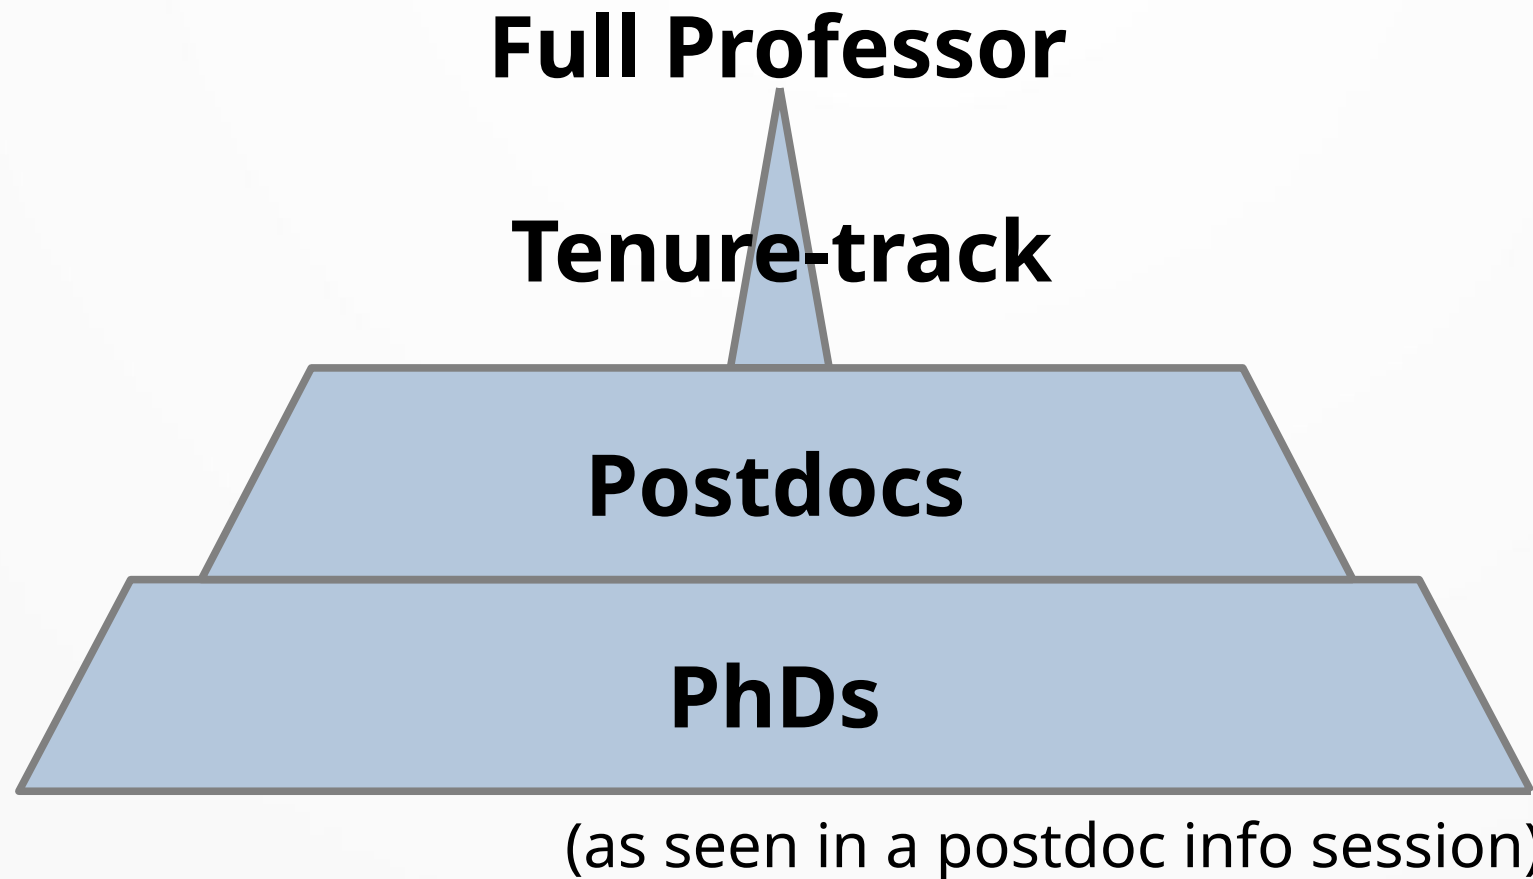 Full Professor
Tenure-track
Postdocs
PhDs
(as seen in a postdoc info session)